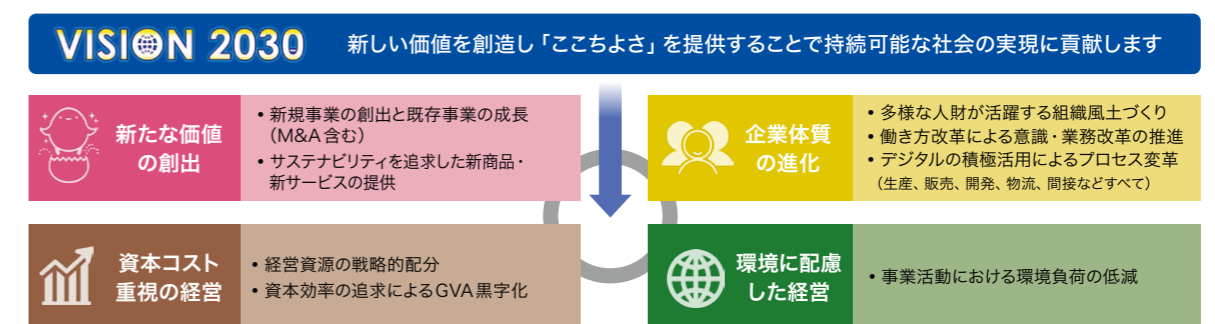 VISION 2030
新しい価値を創造し「ここちよさ」を提供することで持続可能な社会の実現に貢献します
新たな価値
の創出
• 新規事業の創出と既存事業の成長
（M&A含む）
• サステナビリティを追求した新商品・
新サービスの提供
企業体質
の進化
• 多様な人財が活躍する組織風土づくり
• 働き方改革による意識・業務改革の推進
• デジタルの積極活用によるプロセス変革
（生産、販売、開発、物流、間接などすべて）
資本コスト
重視の経営
• 経営資源の戦略的配分
• 資本効率の追求によるGVA黒字化
環境に配慮
した経営
• 事業活動における環境負荷の低減